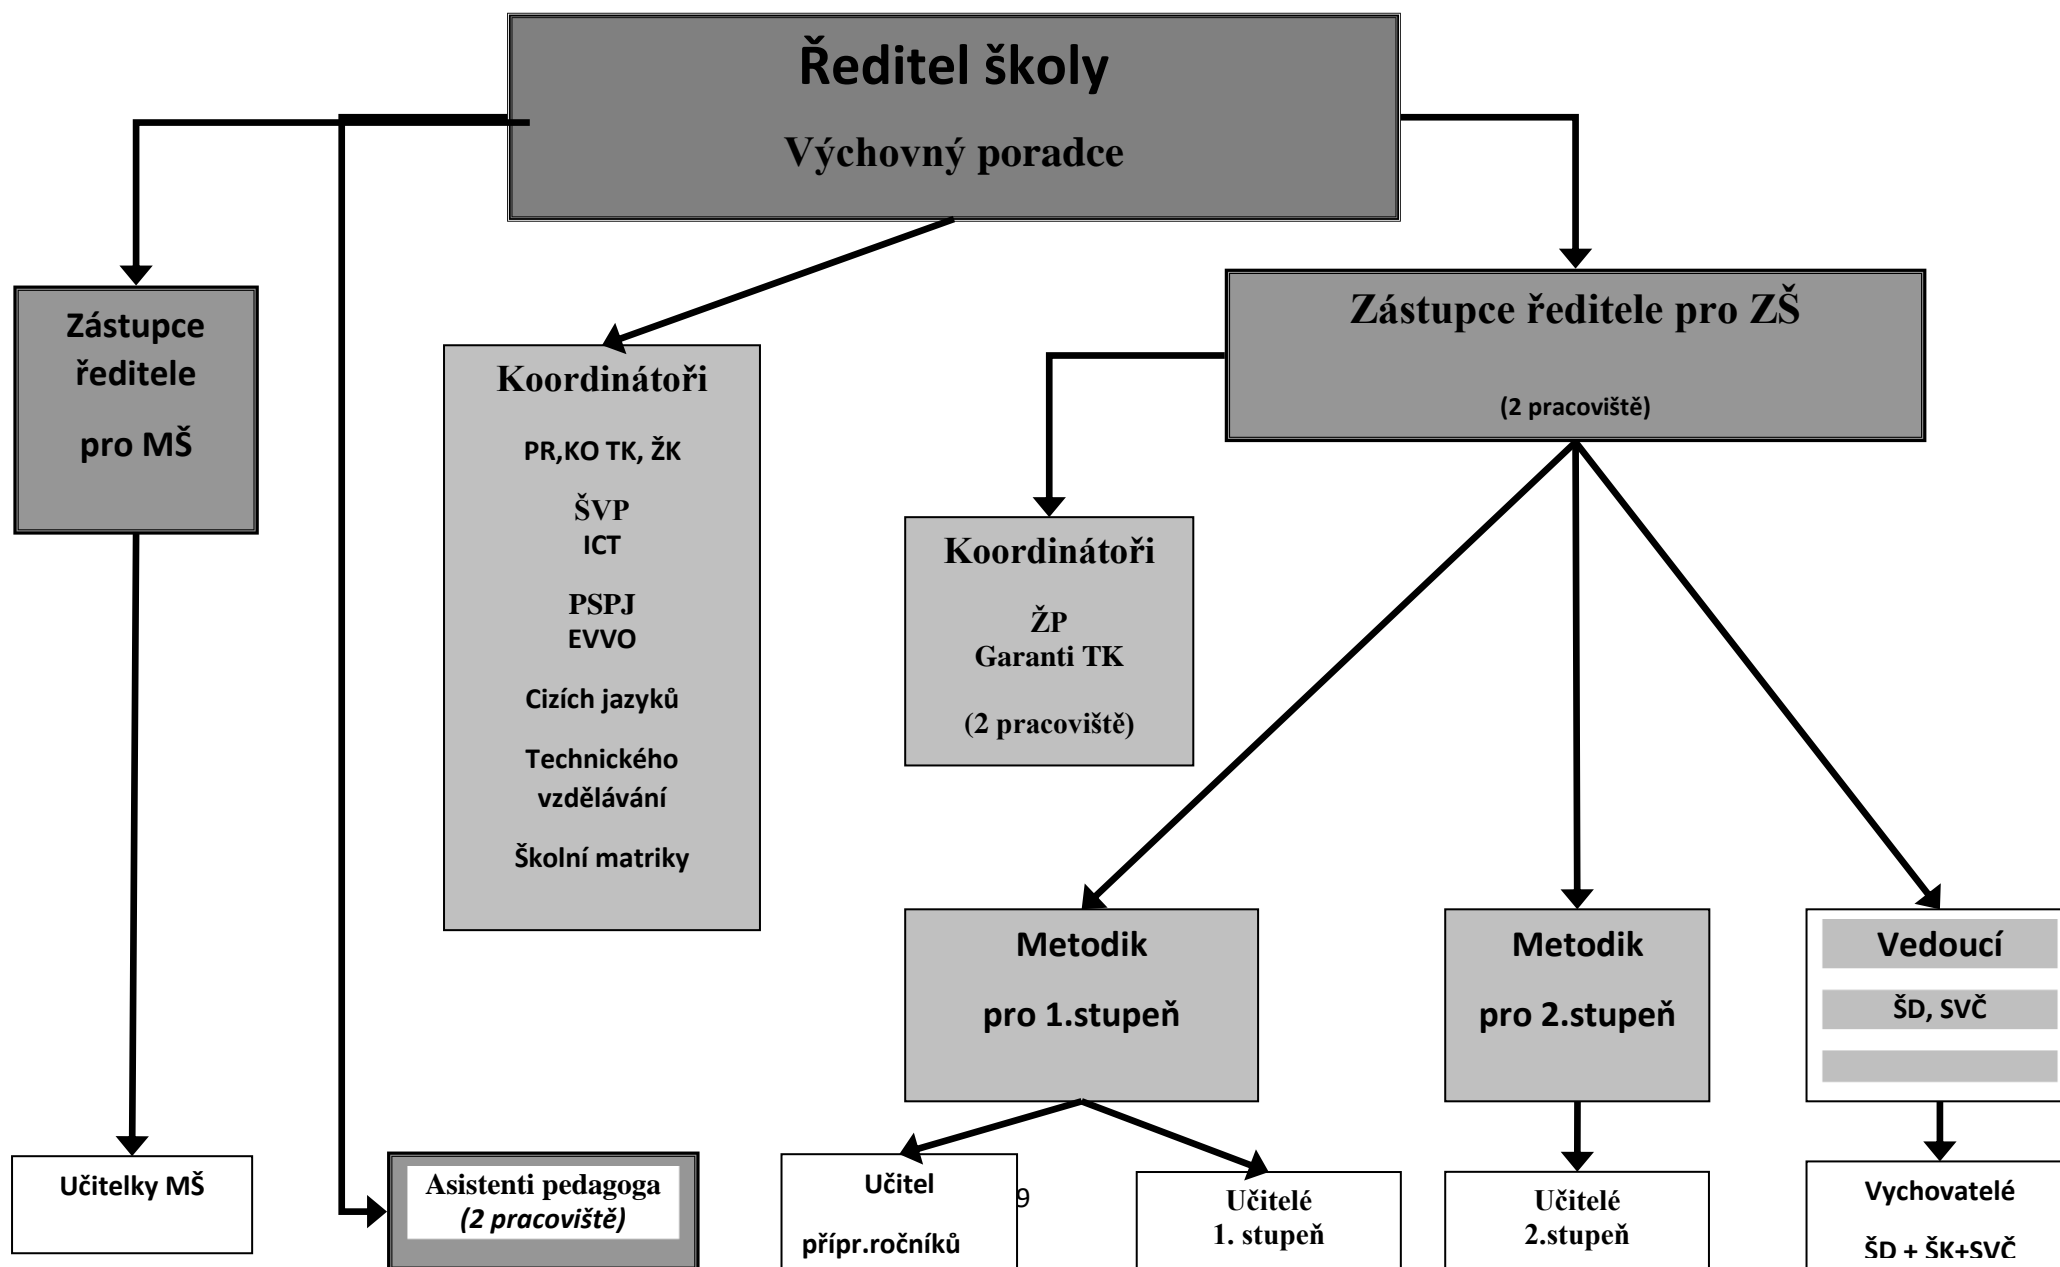 Ředitel školy
Výchovný poradce
Zástupce
ředitele
pro MŠ
Koordinátoři
PR,KO TK, ŽK
ŠVP
ICT
PSPJ
EVVO
Cizích jazyků
Technického
vzdělávání
Školní matriky
Zástupce ředitele pro ZŠ
(2 pracoviště)
Koordinátoři
ŽP
Garanti TK
(2 pracoviště)
Metodik
pro 1.stupeň
Metodik
pro 2.stupeň
Vedoucí
ŠD, SVČ
Učitelky MŠ
Asistenti pedagoga
(2 pracoviště)
Učitel
přípr.ročníků
9
Učitelé
1. stupeň
Učitelé
2.stupeň
Vychovatelé
ŠD + ŠK+SVČ